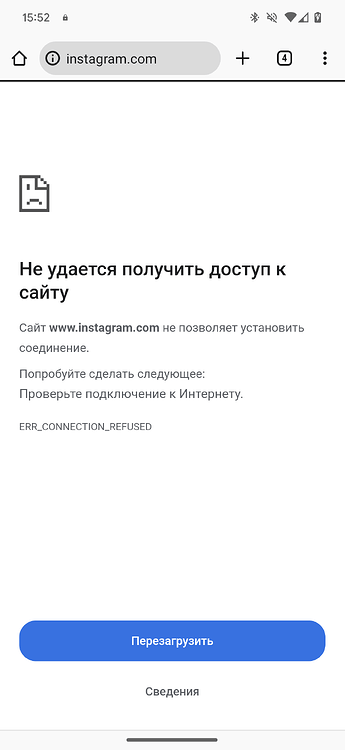 15:52
instagram.com
4
Не удается получить доступ к
сайту
Сайт www.instagram.com не позволяет установить
соединение.
Попробуйте сделать следующее:
Проверьте подключение к Интернету.
ERR_CONNECTION_REFUSED
Перезагрузить
Сведения